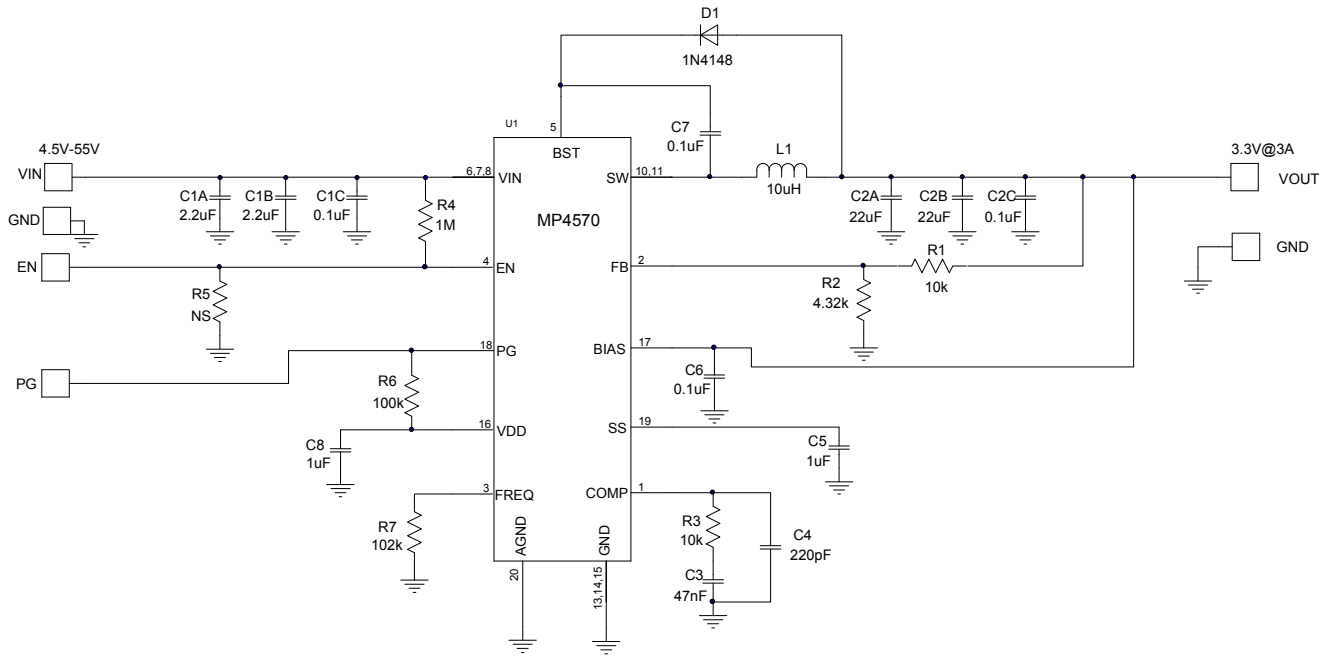 D1
1N4148
U1
5
C7
0.1uF
4.5V-55V
BST
L1
3.3V@3A
VIN
6,7,8
VIN
SW
10,11
10uH
VOUT
C1A
2.2uF
C1B
2.2uF
C1C
0.1uF
R4
1M
MP4570
C2A
22uF
C2B
22uF
C2C
0.1uF
GND
GND
EN
4
EN
FB
2
R1
10k
R2
4.32k
R5
NS
18
PG
BIAS
17
PG
R6
100k
C6
0.1uF
16
VDD
SS
19
C8
1uF
C5
1uF
3
FREQ
COMP
1
R7
102k
AGND
GND
R3
10k
C4
220pF
20
13,14,15
C3
47nF